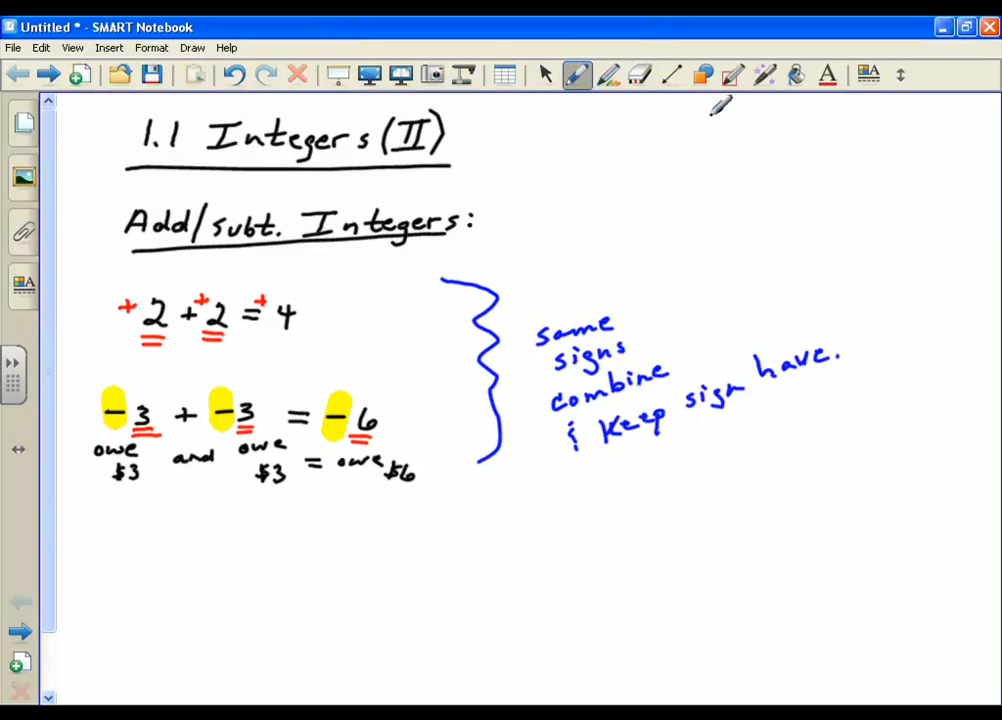 Untitled * - SMART Notebook
File Edit View Insert Format Draw Help
1.1 Integers (II)
Add/subt. Integers:
+2 + +2 = +4
-3 + -3 = -6
owe $3 and owe $3 = owe $6
same
signs
combine
& keep sign have.